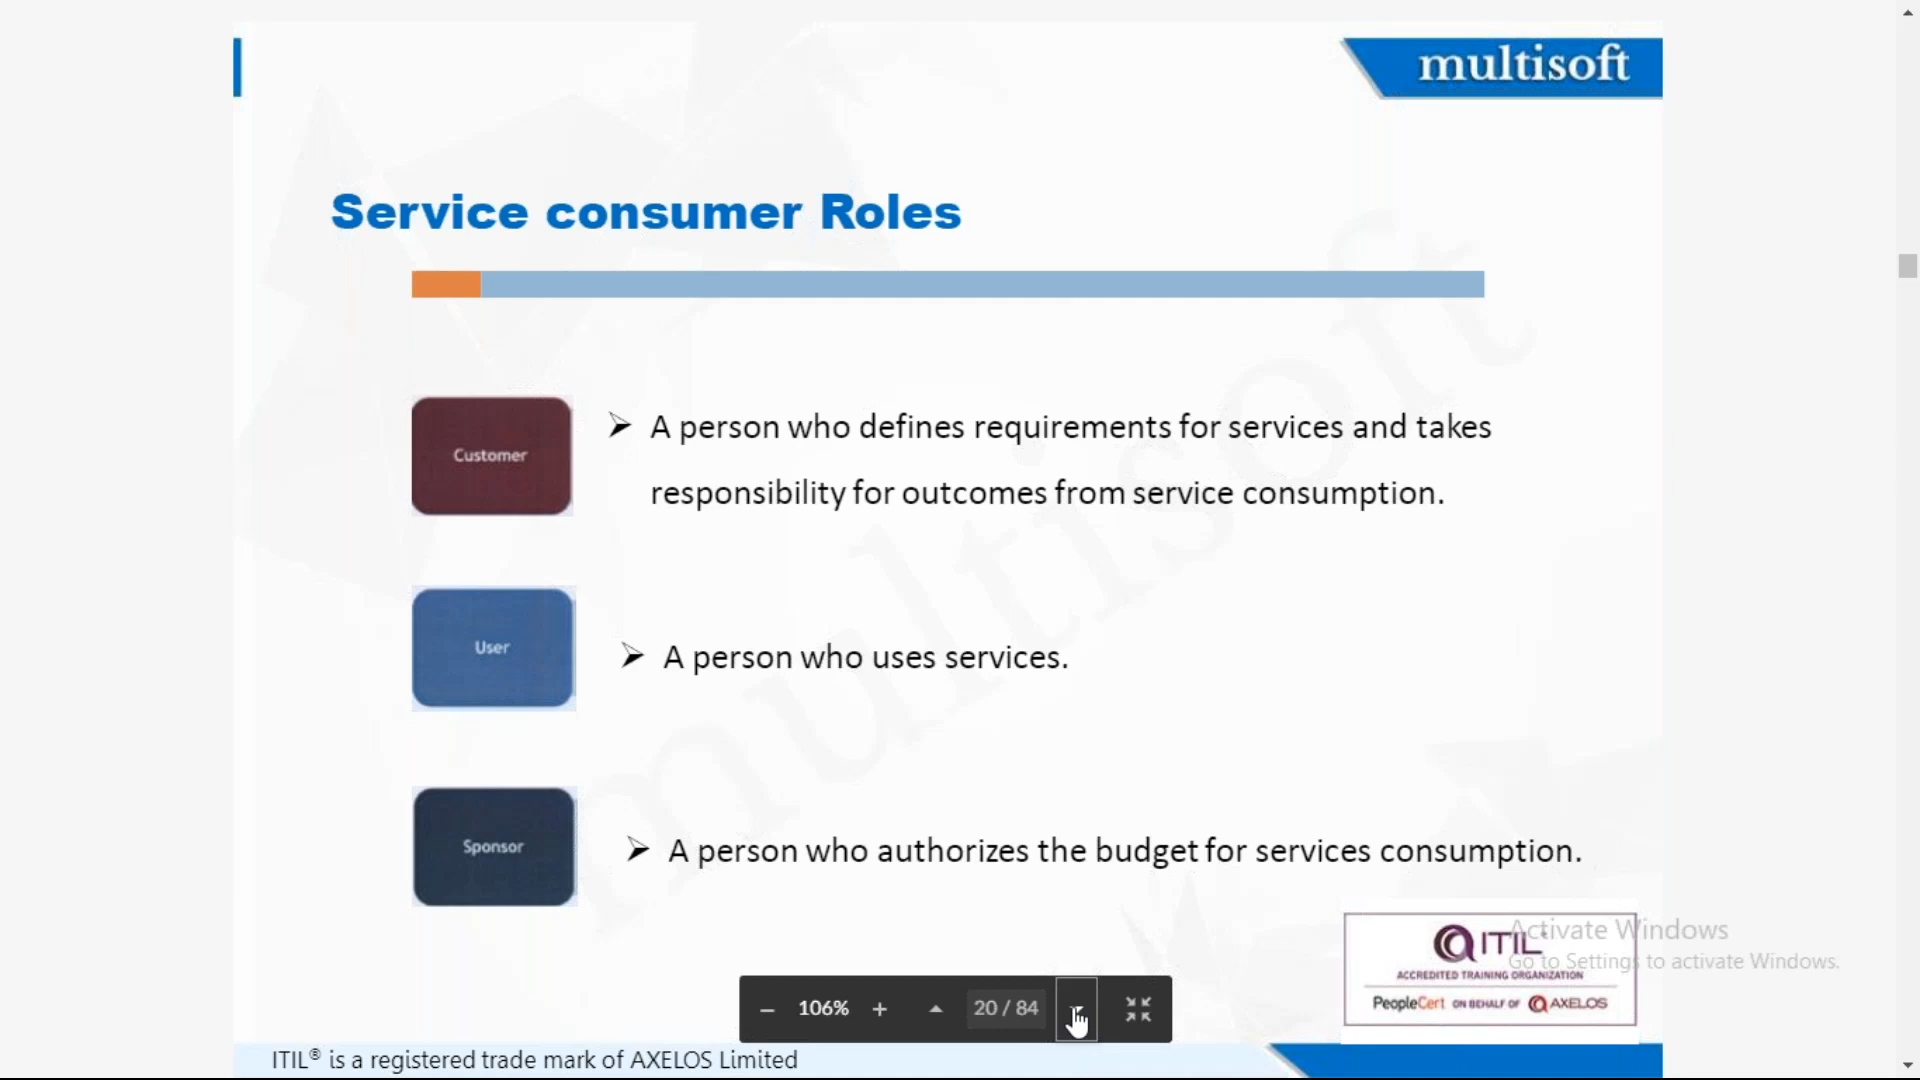 multisoft
Service consumer Roles
Customer
➢ A person who defines requirements for services and takes
responsibility for outcomes from service consumption.
User
➢ A person who uses services.
Sponsor
➢ A person who authorizes the budget for services consumption.
multisoft
ITIL
ACCREDITED TRAINING ORGANIZATION
PeopleCert ON BEHALF OF AXELOS
Activate Windows
Go to Settings to activate Windows.
106%
20 / 84
ITIL® is a registered trade mark of AXELOS Limited